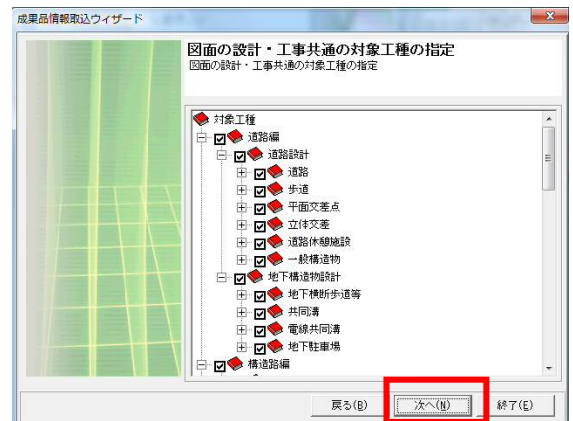 成果品情報取込ウィザード
図面の設計・工事共通の対象工種の指定
図面の設計・工事共通の対象工種の指定
対象工種
道路編
道路設計
道路
歩道
平面交差点
立体交差
道路休憩施設
一般構造物
地下構造物設計
地下横断歩道等
共同溝
電線共同溝
地下駐車場
構造路編
戻る(B) 次へ(N) 終了(E)